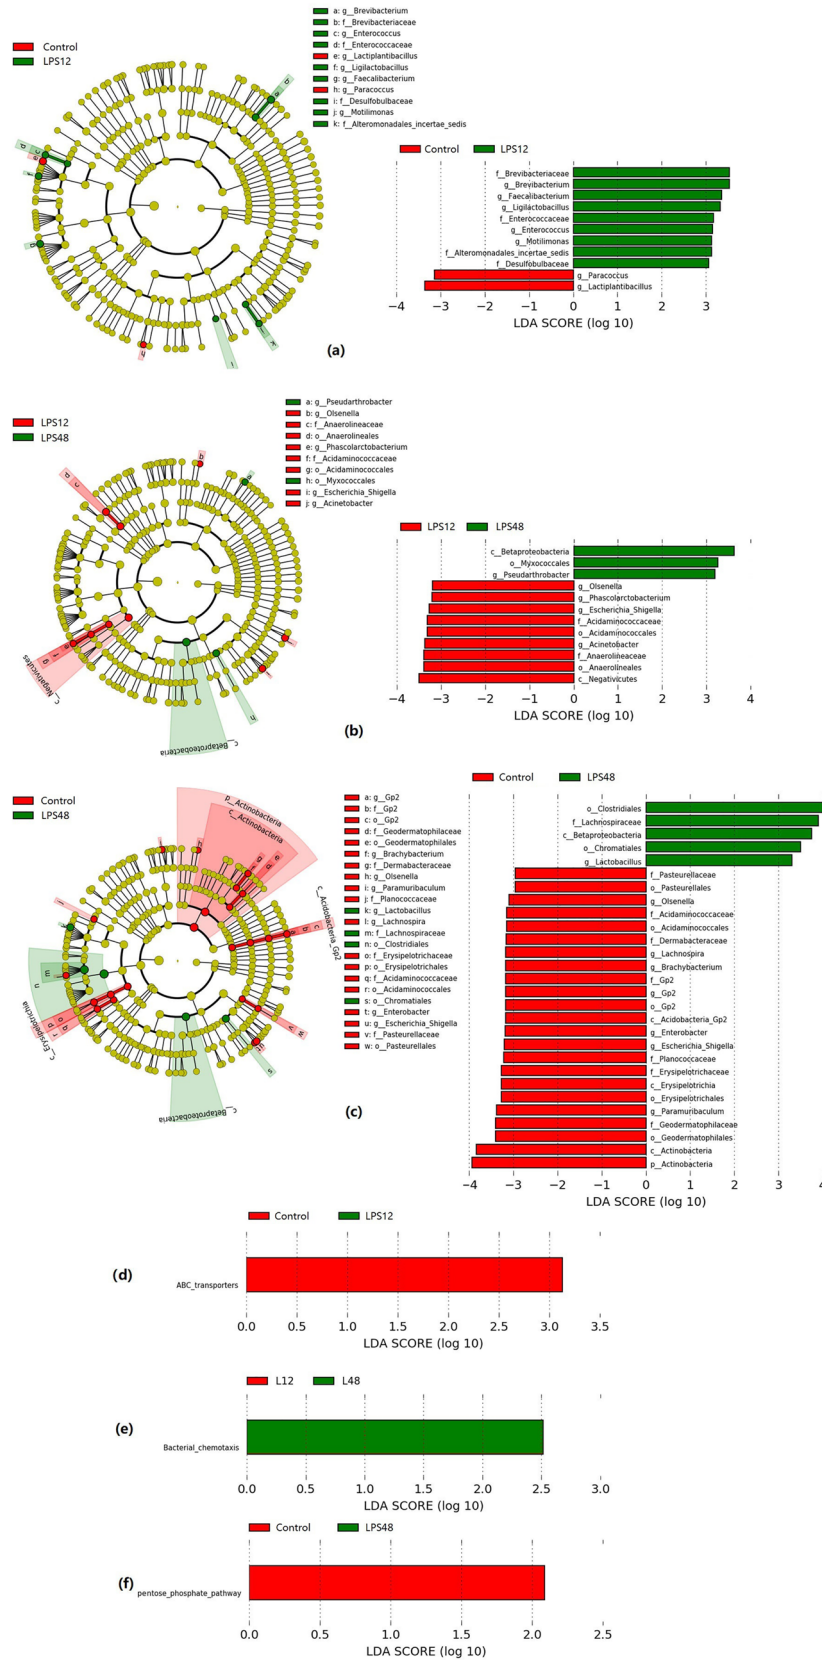 Control
LPS12
a: g__Brevibacterium
b: f__Brevibacteriaceae
c: g__Enterococcus
d: f__Enterococcaceae
e: g__Lactiplantibacillus
f: g__Ligilactobacillus
g: g__Faecalibacterium
h: g__Paracoccus
i: f__Desulfobulbaceae
j: g__Motilimonas
k: f__Alteromonadales_incertae_sedis
Control LPS12
f__Brevibacteriaceae
g__Brevibacterium
g__Faecalibacterium
g__Ligilactobacillus
f__Enterococcaceae
g__Enterococcus
g__Motilimonas
f__Alteromonadales_incertae_sedis
f__Desulfobulbaceae
g__Paracoccus
g__Lactiplantibacillus
−4 −3 −2 −1 0 1 2 3
LDA SCORE (log 10)
(a)
LPS12
LPS48
a: g__Pseudarthrobacter
b: g__Olsenella
c: f__Anaerolineaceae
d: o__Anaerolineales
e: g__Phascolarctobacterium
f: f__Acidaminococcaceae
g: o__Acidaminococcales
h: o__Myxococcales
i: g__Escherichia_Shigella
j: g__Acinetobacter
c__Negativicutes
c__Betaproteobacteria
LPS12 LPS48
c__Betaproteobacteria
o__Myxococcales
g__Pseudarthrobacter
g__Olsenella
g__Phascolarctobacterium
g__Escherichia_Shigella
f__Acidaminococcaceae
o__Acidaminococcales
g__Acinetobacter
f__Anaerolineaceae
o__Anaerolineales
c__Negativicutes
−4 −3 −2 −1 0 1 2 3 4
LDA SCORE (log 10)
(b)
Control
LPS48
p__Actinobacteria
c__Actinobacteria
c__Acidobacteria_Gp2
c__Erysipelotrichia
c__Betaproteobacteria
a: g__Gp2
b: f__Gp2
c: o__Gp2
d: f__Geodermatophilaceae
e: o__Geodermatophilales
f: g__Brachybacterium
g: f__Dermabacteraceae
h: g__Olsenella
i: g__Paramuribaculum
j: f__Planococcaceae
k: g__Lactobacillus
l: g__Lachnospira
m: f__Lachnospiraceae
n: o__Clostridiales
o: f__Erysipelotrichaceae
p: o__Erysipelotrichales
q: f__Acidaminococcaceae
r: o__Acidaminococcales
s: o__Chromatiales
t: g__Enterobacter
u: g__Escherichia_Shigella
v: f__Pasteurellaceae
w: o__Pasteurellales
(c)
Control LPS48
o__Clostridiales
f__Lachnospiraceae
c__Betaproteobacteria
o__Chromatiales
g__Lactobacillus
f__Pasteurellaceae
o__Pasteurellales
g__Olsenella
f__Acidaminococcaceae
o__Acidaminococcales
f__Dermabacteraceae
g__Lachnospira
g__Brachybacterium
f__Gp2
g__Gp2
o__Gp2
c__Acidobacteria_Gp2
g__Enterobacter
g__Escherichia_Shigella
f__Planococcaceae
f__Erysipelotrichaceae
c__Erysipelotrichia
o__Erysipelotrichales
g__Paramuribaculum
f__Geodermatophilaceae
o__Geodermatophilales
c__Actinobacteria
p__Actinobacteria
−4 −3 −2 −1 0 1 2 3 4
LDA SCORE (log 10)
Control LPS12
(d)
ABC_transporters
0.0 0.5 1.0 1.5 2.0 2.5 3.0 3.5
LDA SCORE (log 10)
L12 L48
(e)
Bacterial_chemotaxis
0.0 0.5 1.0 1.5 2.0 2.5 3.0
LDA SCORE (log 10)
Control LPS48
(f) pentose_phosphate_pathway
0.0 0.5 1.0 1.5 2.0 2.5
LDA SCORE (log 10)